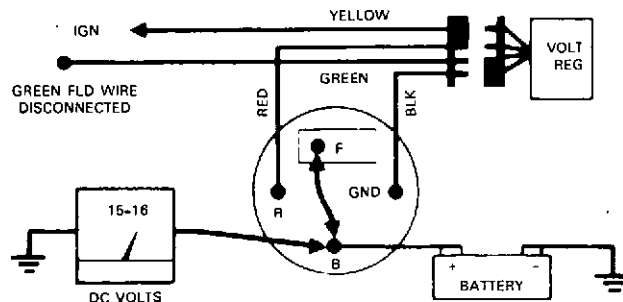 YELLOW
IGN
VOLT
REG
GREEN
GREEN FLD WIRE
DISCONNECTED
RED
BLK
F
R
GND
15-16
B
+
-
BATTERY
DC VOLTS